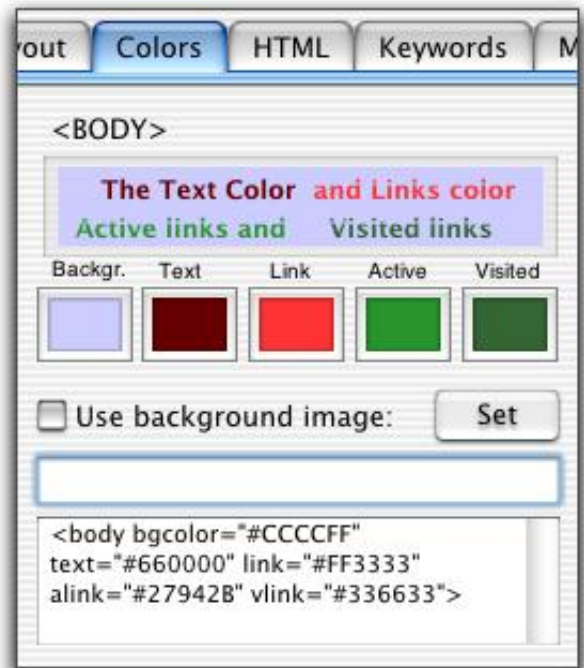 yout Colors HTML Keywords M
<BODY>
The Text Color and Links color
Active links and Visited links
Backgr. Text Link Active Visited
Use background image: Set
<body bgcolor="#CCCCFF"
text="#660000" link="#FF3333"
alink="#27942B" vlink="#336633">